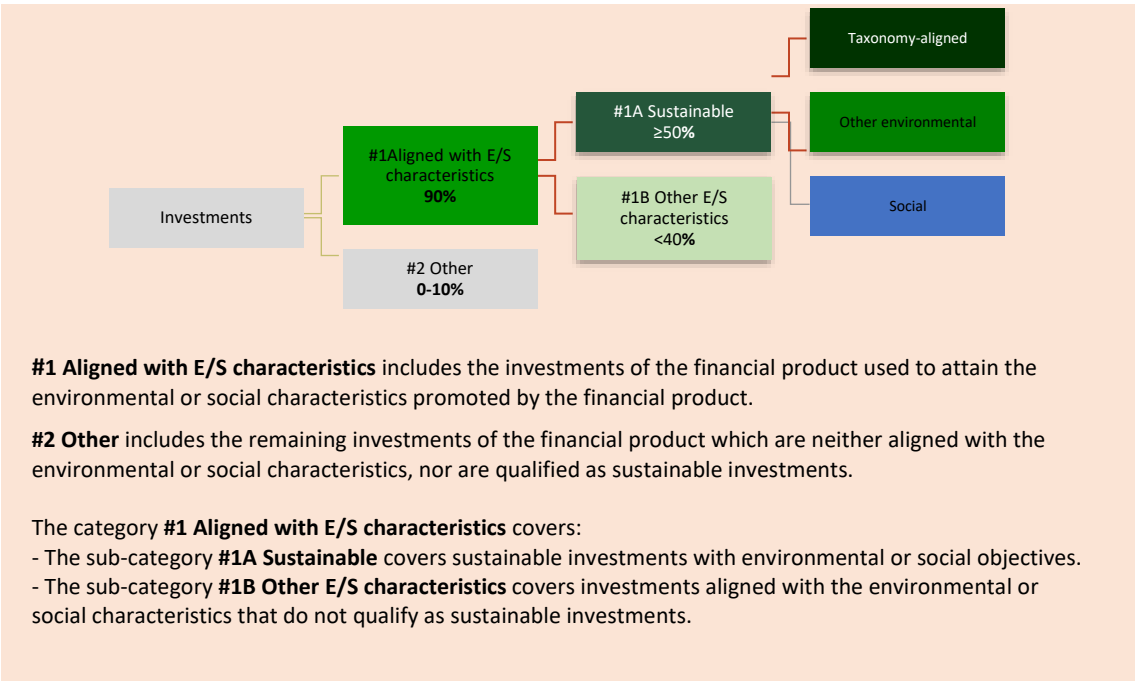 Taxonomy-aligned
#1A Sustainable
≥50%
Other environmental
#1Aligned with E/S
characteristics
90%
Investments
#1B Other E/S
characteristics
<40%
Social
#2 Other
0-10%
#1 Aligned with E/S characteristics includes the investments of the financial product used to attain the
environmental or social characteristics promoted by the financial product.
#2 Other includes the remaining investments of the financial product which are neither aligned with the
environmental or social characteristics, nor are qualified as sustainable investments.
The category #1 Aligned with E/S characteristics covers:
- The sub-category #1A Sustainable covers sustainable investments with environmental or social objectives.
- The sub-category #1B Other E/S characteristics covers investments aligned with the environmental or
social characteristics that do not qualify as sustainable investments.